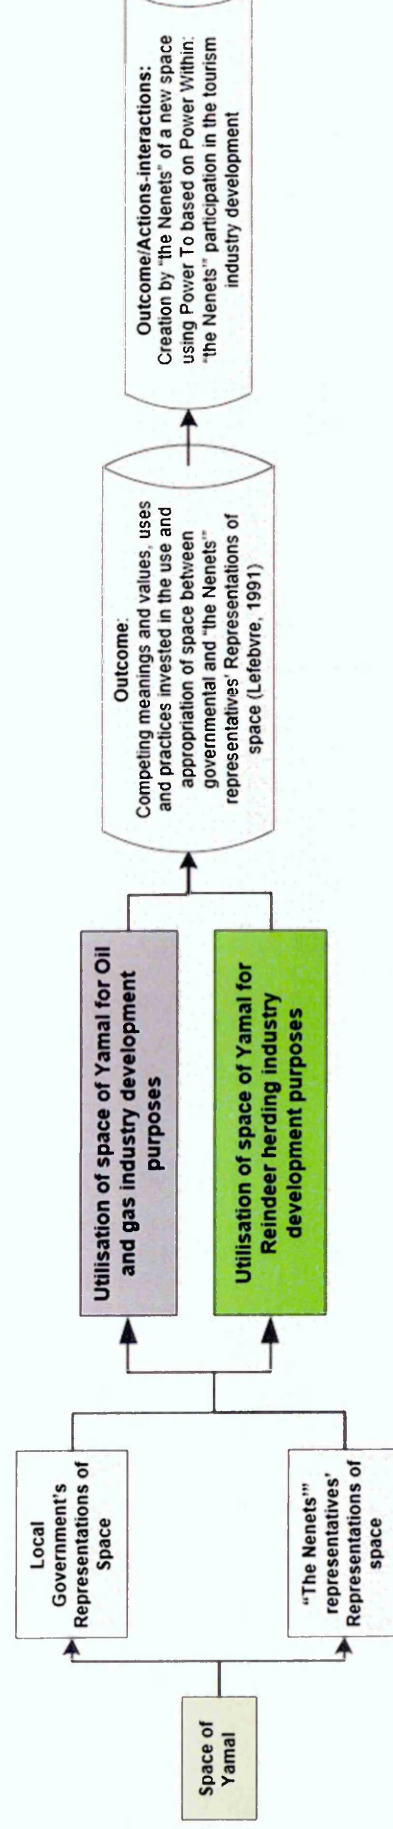 Space of
Yamal
Local
Government's
Representations of
Space
"The Nenets'"
representatives'
Representations of
space
Utilisation of space of Yamal for Oil
and gas industry development
purposes
Utilisation of space of Yamal for
Reindeer herding industry
development purposes
Outcome:
Competing meanings and values, uses
and practices invested in the use and
appropriation of space between
governmental and "the Nenets'"
representatives' Representations of
space (Lefebvre, 1991)
Outcome/Actions-interactions:
Creation by "the Nenets" of a new space
using Power To based on Power Within:
"the Nenets'" participation in the tourism
industry development